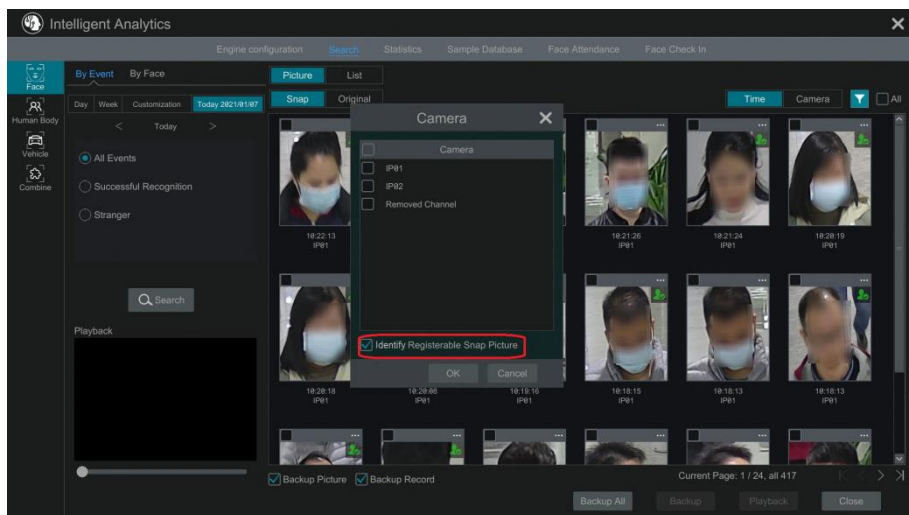 Intelligent Analytics
Engine configuration Search Statistics Sample Database Face Attendance Face Check In
Face
Human Body
Vehicle
Combine
By Event By Face
Day Week Customization Today 2021/01/07
< Today >
All Events
Successful Recognition
Stranger
Search
Playback
Picture List
Snap Original
Time Camera All
Camera
Camera
IP01
IP02
Removed Channel
Identify Registerable Snap Picture
OK Cancel
10:22:13
IP01
10:21:26
IP01
10:21:24
IP01
10:20:19
IP01
10:20:18
IP01
10:20:06
IP01
10:19:16
IP01
10:18:15
IP01
10:18:13
IP01
10:18:13
IP01
Backup Picture Backup Record
Current Page: 1 / 24, all 417
Backup All Backup Playback Close